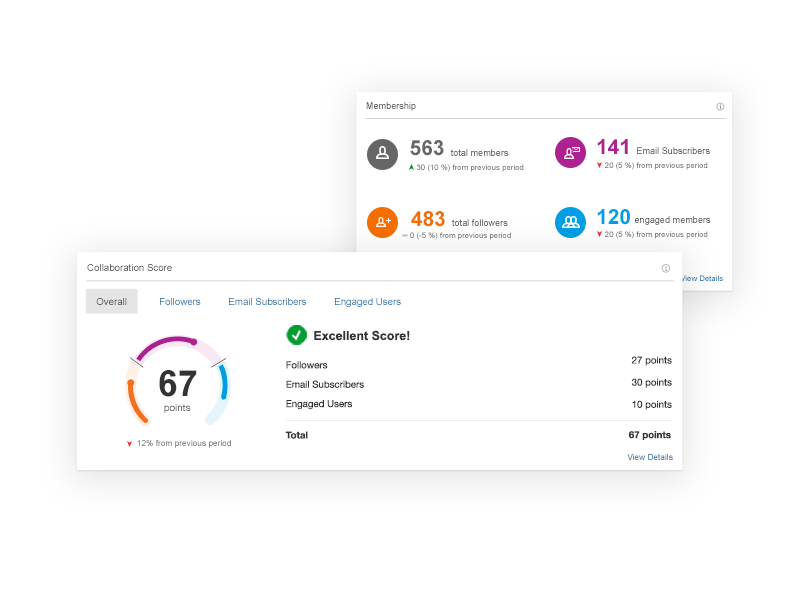 Membership
563 total members
30 (10 %) from previous period
141 Email Subscribers
20 (5 %) from previous period
483 total followers
0 (-5 %) from previous period
120 engaged members
20 (5 %) from previous period
View Details
Collaboration Score
Overall
Followers
Email Subscribers
Engaged Users
67
points
12% from previous period
Excellent Score!
Followers 27 points
Email Subscribers 30 points
Engaged Users 10 points
Total 67 points
View Details